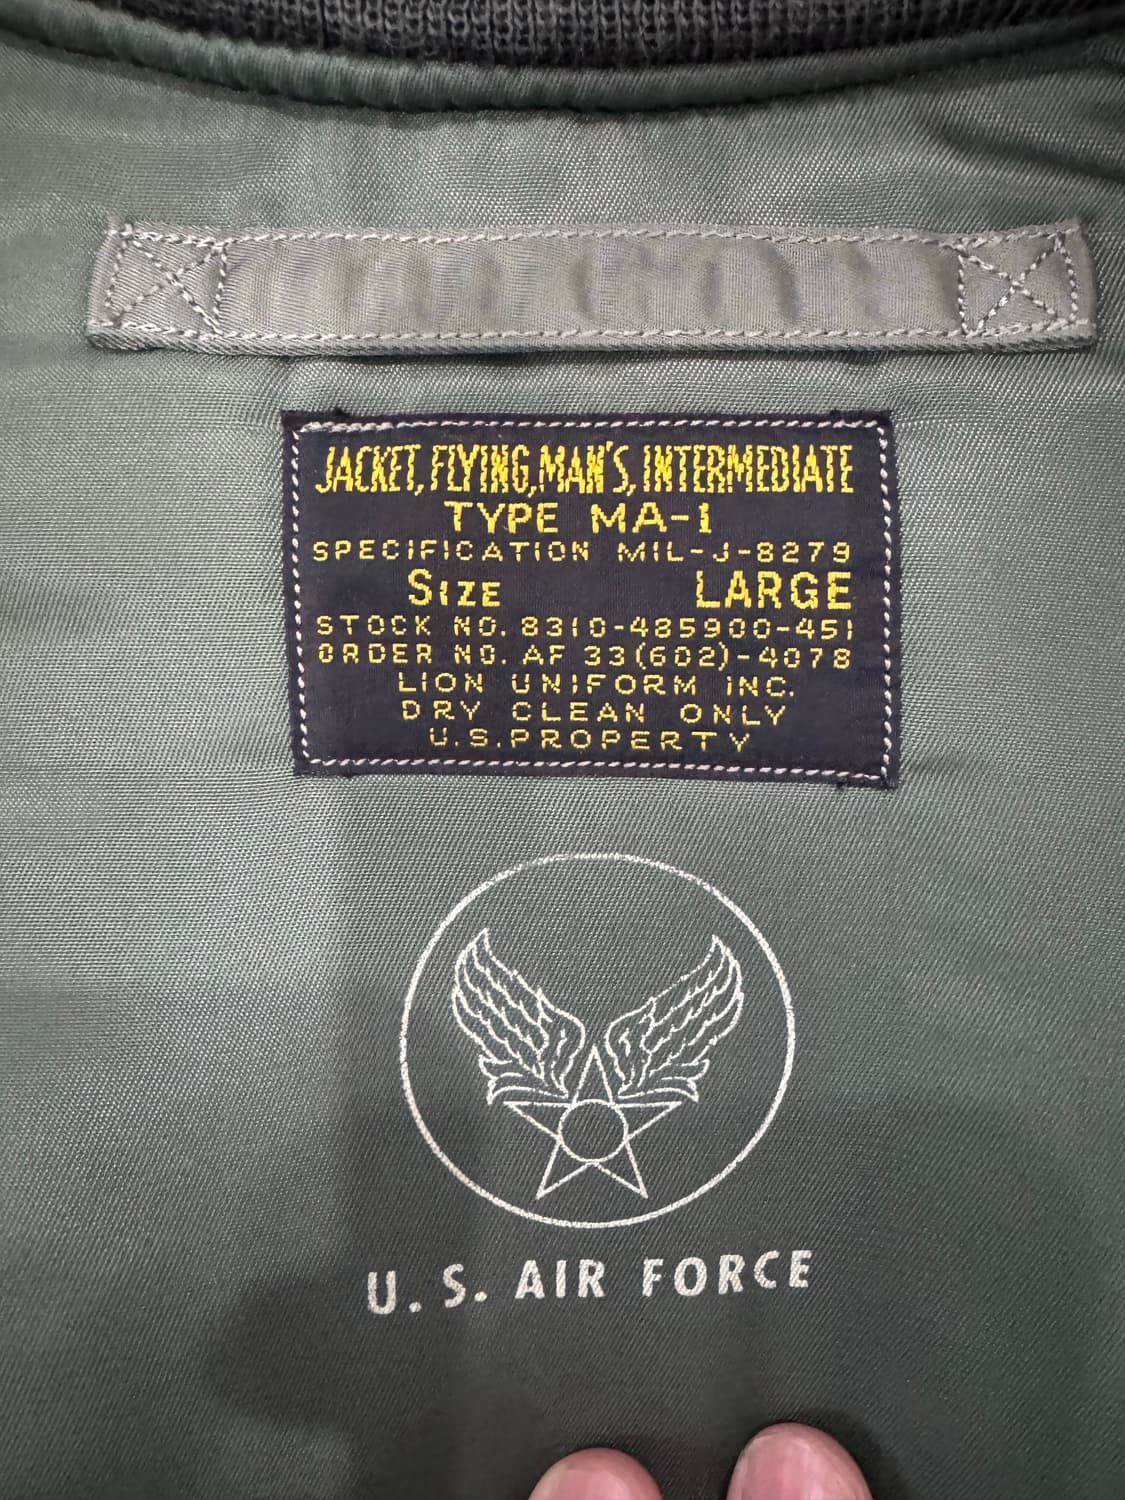 JACKET, FLYING, MAN'S, INTERMEDIATE
TYPE MA-1
SPECIFICATION MIL-J-8279
SIZE LARGE
STOCK NO. 8310-485900-451
ORDER NO. AF 33(602)-4078
LION UNIFORM INC.
DRY CLEAN ONLY
U.S.PROPERTY
U.S. AIR FORCE